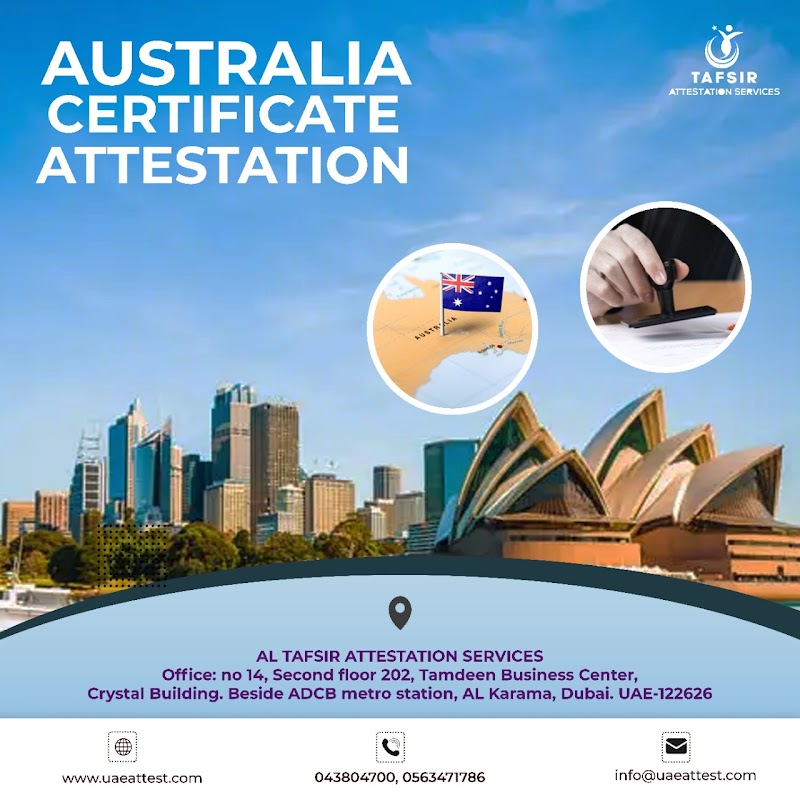 AUSTRALIA
CERTIFICATE
ATTESTATION
TAFSIR
ATTESTATION SERVICES
AUSTRALIA
AL TAFSIR ATTESTATION SERVICES
Office: no 14, Second floor 202, Tamdeen Business Center,
Crystal Building. Beside ADCB metro station, AL Karama, Dubai. UAE-122626
www.uaeattest.com
043804700, 0563471786
info@uaeattest.com